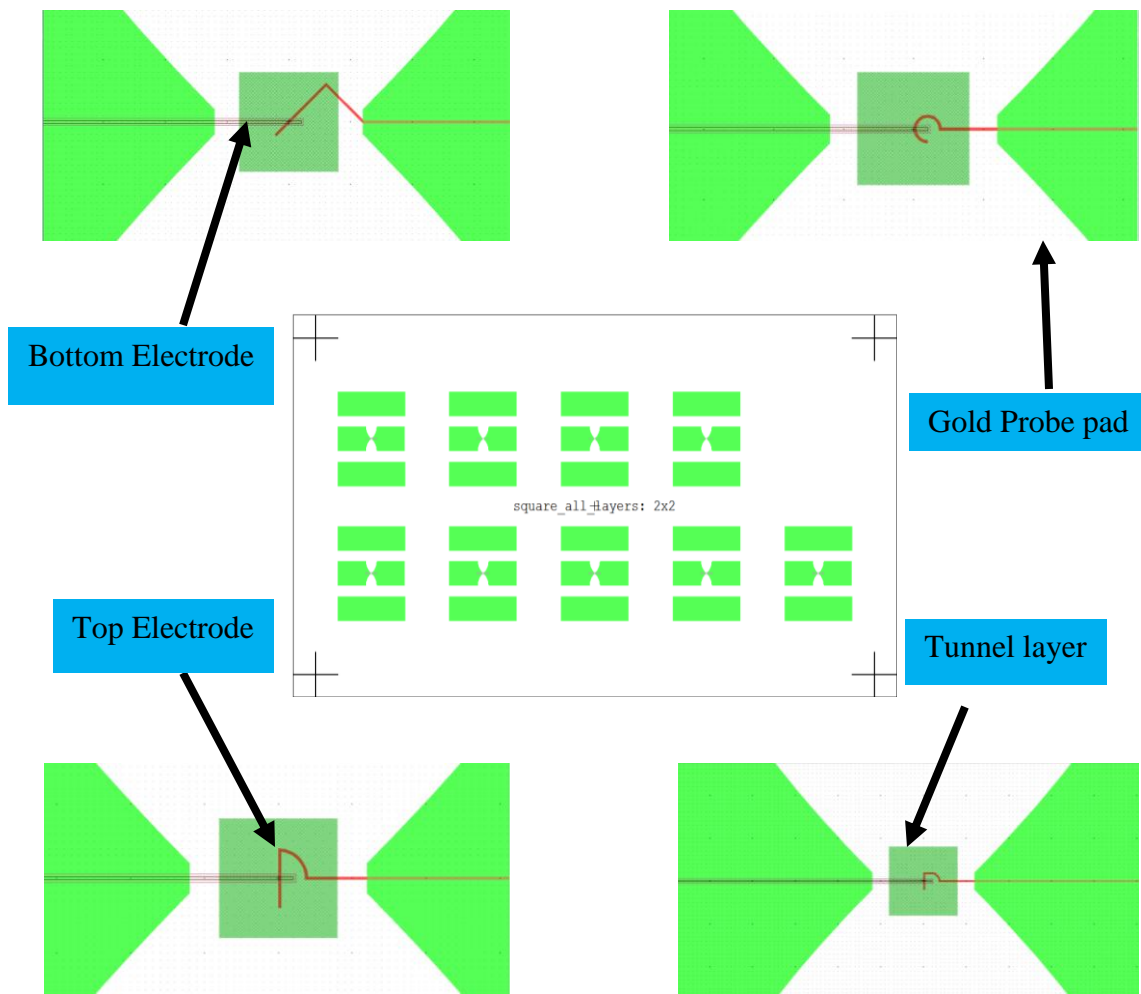 Bottom Electrode
Gold Probe pad
square_all_layers: 2x2
Top Electrode
Tunnel layer